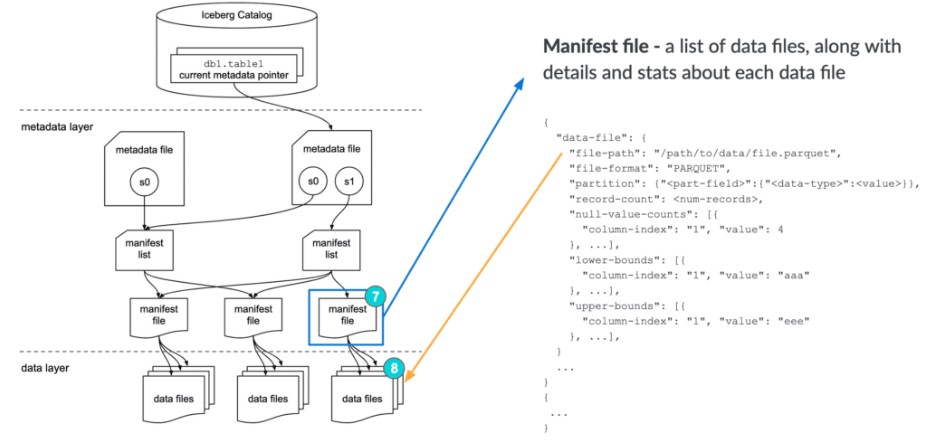 Iceberg Catalog
db1.table1
current metadata pointer
metadata layer
metadata file
s0
metadata file
s0
s1
manifest
list
manifest
list
manifest
file
manifest
file
manifest
file
7
data layer
data files
data files
data files
8
Manifest file - a list of data files, along with
details and stats about each data file
{
"data-file": {
"file-path": "/path/to/data/file.parquet",
"file-format": "PARQUET",
"partition": {"<part-field>":{"<data-type>":<value>}},
"record-count": <num-records>,
"null-value-counts": [{
"column-index": "1", "value": 4
}, ...],
"lower-bounds": [{
"column-index": "1", "value": "aaa"
}, ...],
"upper-bounds": [{
"column-index": "1", "value": "eee"
}, ...],
}
...
}
{
...
}